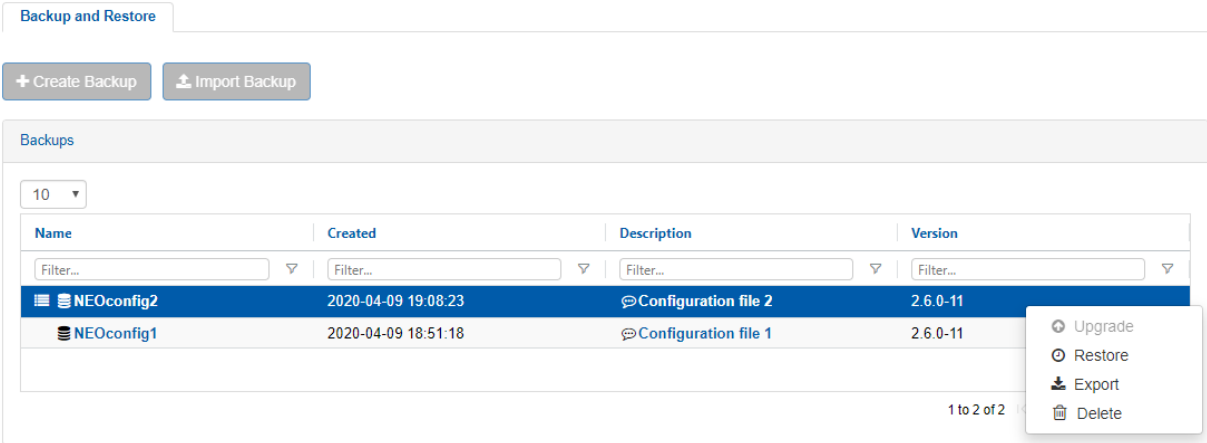 Backup and Restore
Create Backup Import Backup
Backups
10
Name Created Description Version
Filter... Filter... Filter... Filter...
NEOconfig2 2020-04-09 19:08:23 Configuration file 2 2.6.0-11
NEOconfig1 2020-04-09 18:51:18 Configuration file 1 2.6.0-11
Upgrade
Restore
Export
Delete
1 to 2 of 2